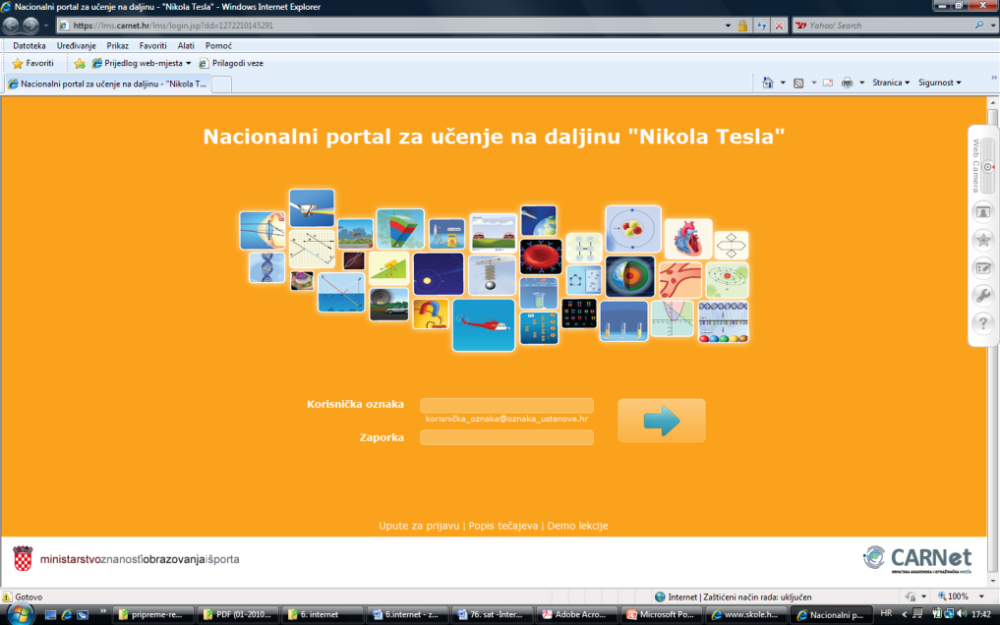 Nacionalni portal za učenje na daljinu - "Nikola Tesla" - Windows Internet Explorer
https://lms.carnet.hr/lms/login.jsp?dd=1272210145291
Yahoo! Search
Datoteka Uređivanje Prikaz Favoriti Alati Pomoć
Favoriti Prijedlog web-mjesta Prilagodi veze
Nacionalni portal za učenje na daljinu - "Nikola T...
Stranica Sigurnost
Nacionalni portal za učenje na daljinu "Nikola Tesla"
Web Camera
Korisnička oznaka
korisnička_oznaka@oznaka_ustanove.hr
Zaporka
Upute za prijavu | Popis tečajeva | Demo lekcije
ministarstvoznanostiobrazovanjaišporta
CARNet
HRVATSKA AKADEMSKA I ISTRAŽIVAČKA MREŽA
Gotovo
Internet | Zaštićeni način rada: uključen
100%
pripreme-re... PDF (01-2010... 6. internet 6.internet - z... 76. sat -Inter... Adobe Acro... Microsoft Po... www.skole.h... Nacionalni p... HR 17:42